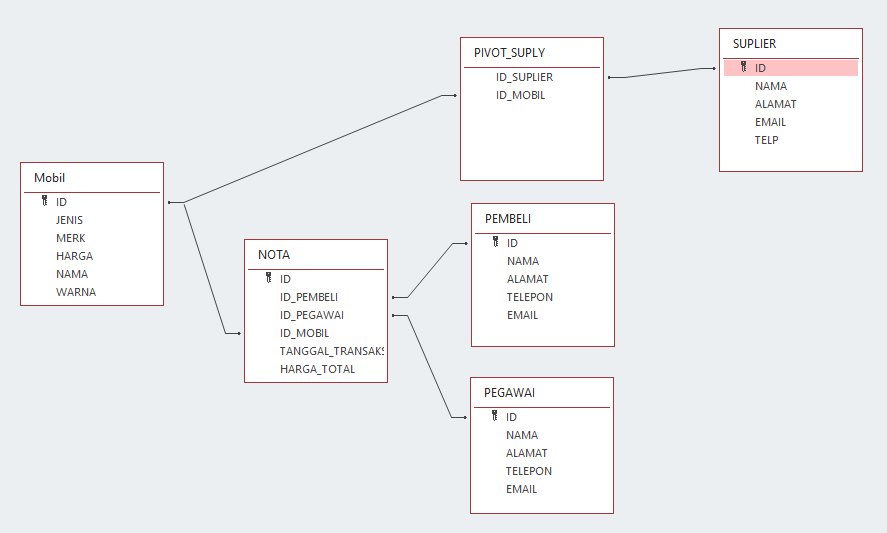 Mobil
ID
JENIS
MERK
HARGA
NAMA
WARNA
NOTA
ID
ID_PEMBELI
ID_PEGAWAI
ID_MOBIL
TANGGAL_TRANSAKS
HARGA_TOTAL
PIVOT_SUPLY
ID_SUPLIER
ID_MOBIL
SUPLIER
ID
NAMA
ALAMAT
EMAIL
TELP
PEMBELI
ID
NAMA
ALAMAT
TELEPON
EMAIL
PEGAWAI
ID
NAMA
ALAMAT
TELEPON
EMAIL